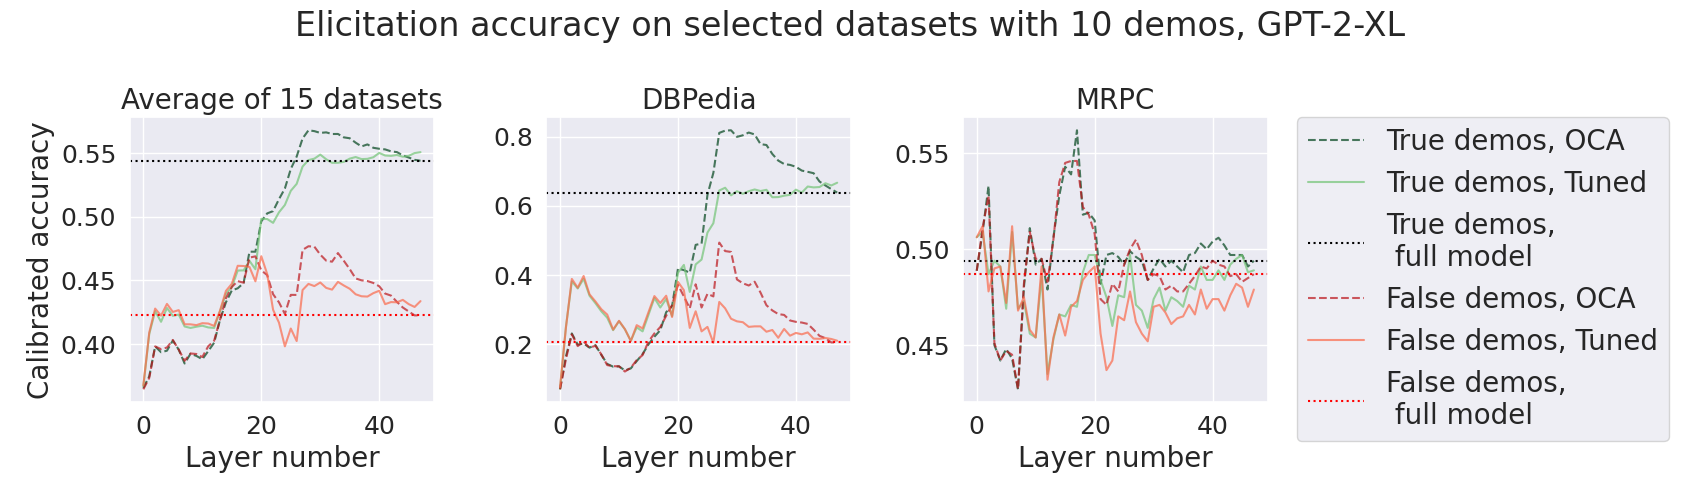 Elicitation accuracy on selected datasets with 10 demos, GPT-2-XL
Average of 15 datasets
Calibrated accuracy
0.55
0.50
0.45
0.40
0
20
40
Layer number
DBPedia
0.8
0.6
0.4
0.2
0
20
40
Layer number
MRPC
0.55
0.50
0.45
0
20
40
Layer number
True demos, OCA
True demos, Tuned
True demos,
full model
False demos, OCA
False demos, Tuned
False demos,
full model